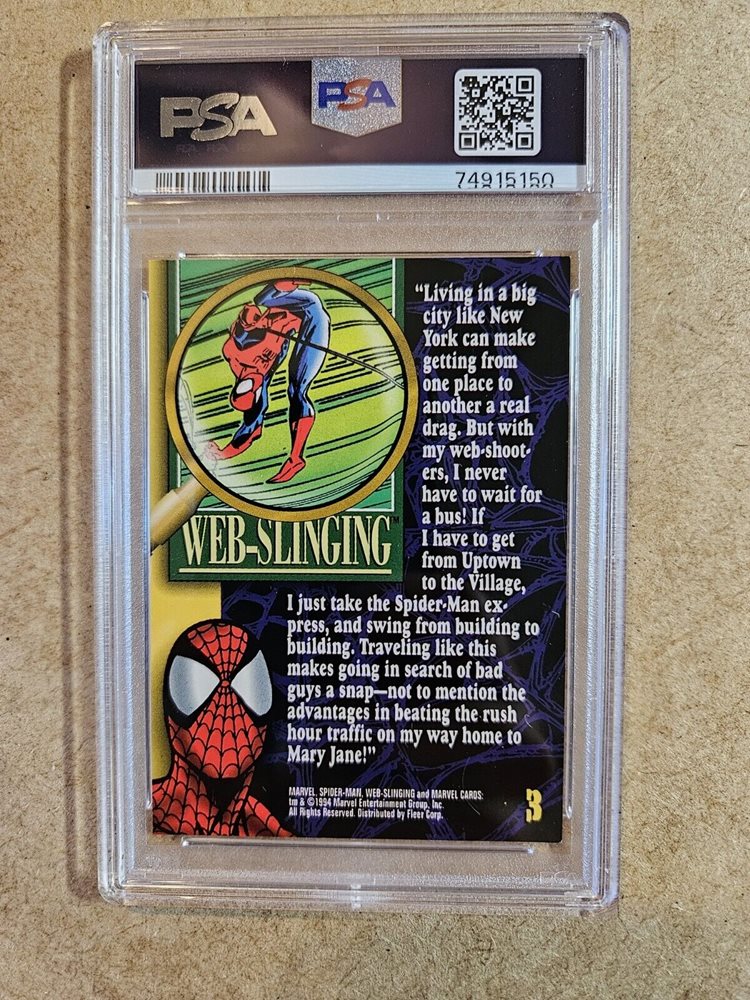 PSA
PSA
74915150
WEB-SLINGING™
“Living in a big
city like New
York can make
getting from
one place to
another a real
drag. But with
my web-shoot-
ers, I never
have to wait for
a bus! If
I have to get
from Uptown
to the Village,
I just take the Spider-Man ex-
press, and swing from building to
building. Traveling like this
makes going in search of bad
guys a snap—not to mention the
advantages in beating the rush
hour traffic on my way home to
Mary Jane!”
MARVEL, SPIDER-MAN, WEB-SLINGING and MARVEL CARDS:
tm & ©1994 Marvel Entertainment Group, Inc.
All Rights Reserved. Distributed by Fleer Corp.
3